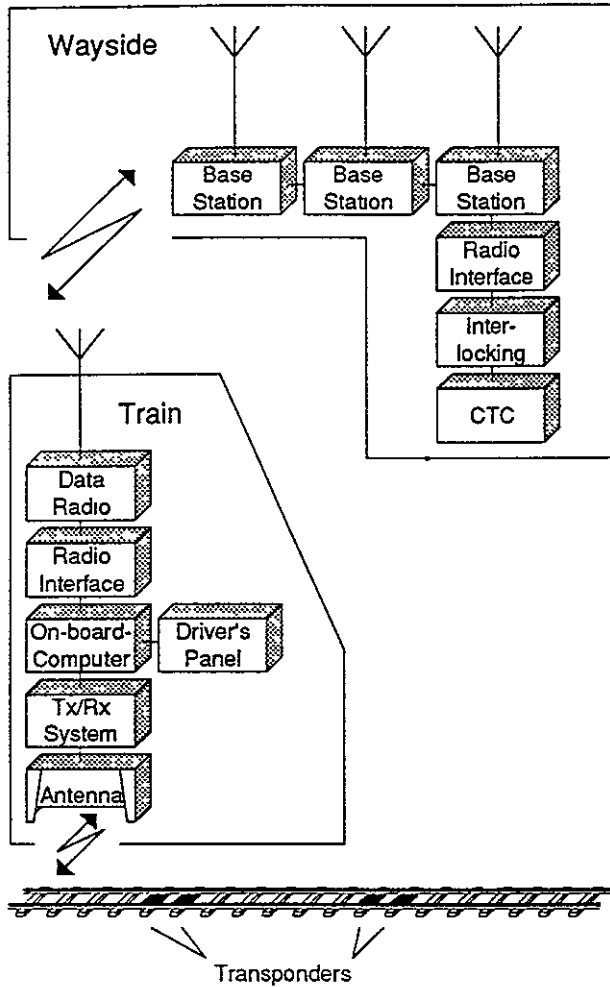 Wayside
Base
Station
Base
Station
Base
Station
Radio
Interface
Inter-
locking
CTC
Train
Data
Radio
Radio
Interface
On-board-
Computer
Driver's
Panel
Tx/Rx
System
Antenna
Transponders